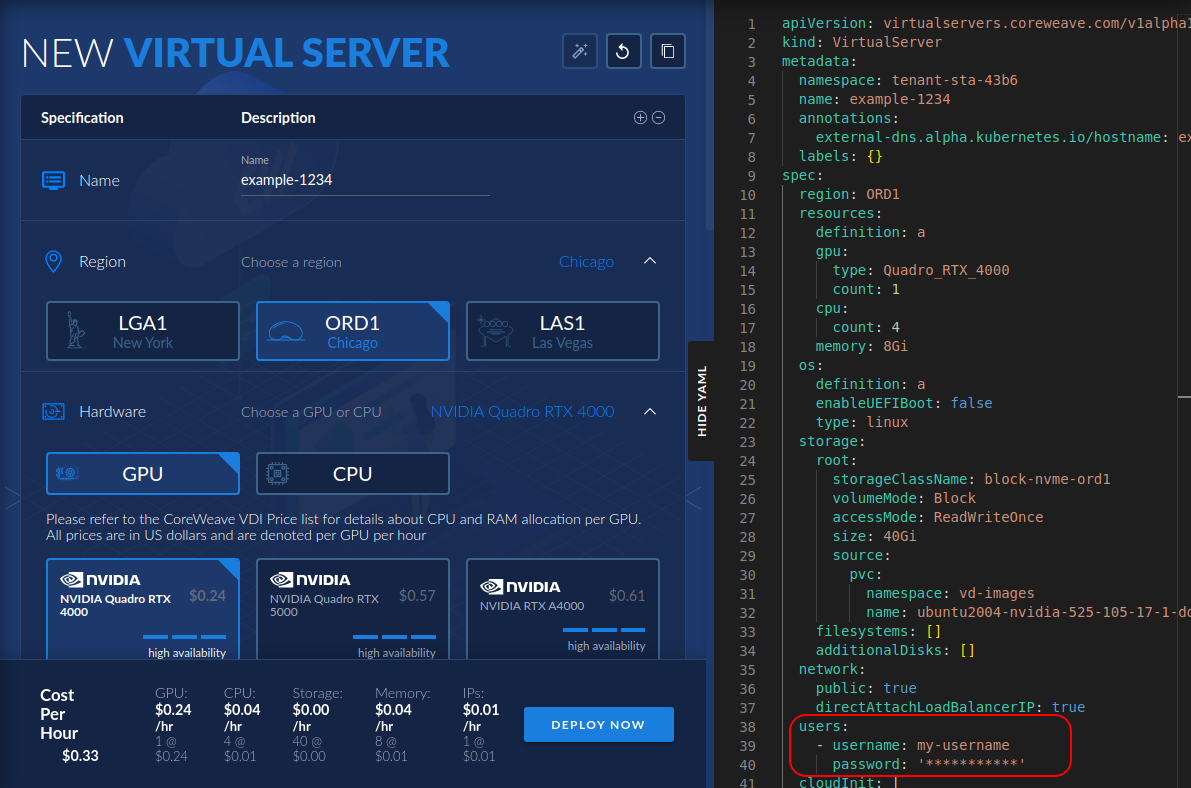 NEW VIRTUAL SERVER
Specification Description
Name
Name example-1234
Region Choose a region Chicago
LGA1
New York
ORD1
Chicago
LAS1
Las Vegas
Hardware Choose a GPU or CPU NVIDIA Quadro RTX 4000
GPU CPU
Please refer to the CoreWeave VDI Price list for details about CPU and RAM allocation per GPU.
All prices are in US dollars and are denoted per GPU per hour
NVIDIA
NVIDIA Quadro RTX
4000
$0.24
high availability
NVIDIA
NVIDIA Quadro RTX
5000
$0.57
high availability
NVIDIA
NVIDIA RTX A4000
$0.61
high availability
Cost
Per
Hour
$0.33
GPU:
$0.24
/hr
1 @
$0.24
CPU:
$0.04
/hr
4 @
$0.01
Storage:
$0.00
/hr
40 @
$0.00
Memory:
$0.04
/hr
8 @
$0.01
IPs:
$0.01
/hr
1 @
$0.01
DEPLOY NOW
HIDE YAML
1 apiVersion: virtualservers.coreweave.com/v1alpha1
2 kind: VirtualServer
3 metadata:
4 namespace: tenant-sta-43b6
5 name: example-1234
6 annotations:
7 external-dns.alpha.kubernetes.io/hostname: ex
8 labels: {}
9 spec:
10 region: ORD1
11 resources:
12 definition: a
13 gpu:
14 type: Quadro_RTX_4000
15 count: 1
16 cpu:
17 count: 4
18 memory: 8Gi
19 os:
20 definition: a
21 enableUEFIBoot: false
22 type: linux
23 storage:
24 root:
25 storageClassName: block-nvme-ord1
26 volumeMode: Block
27 accessMode: ReadWriteOnce
28 size: 40Gi
29 source:
30 pvc:
31 namespace: vd-images
32 name: ubuntu2004-nvidia-525-105-17-1-do
33 filesystems: []
34 additionalDisks: []
35 network:
36 public: true
37 directAttachLoadBalancerIP: true
38 users:
39 - username: my-username
40 password: '***********'
41 cloudInit: |